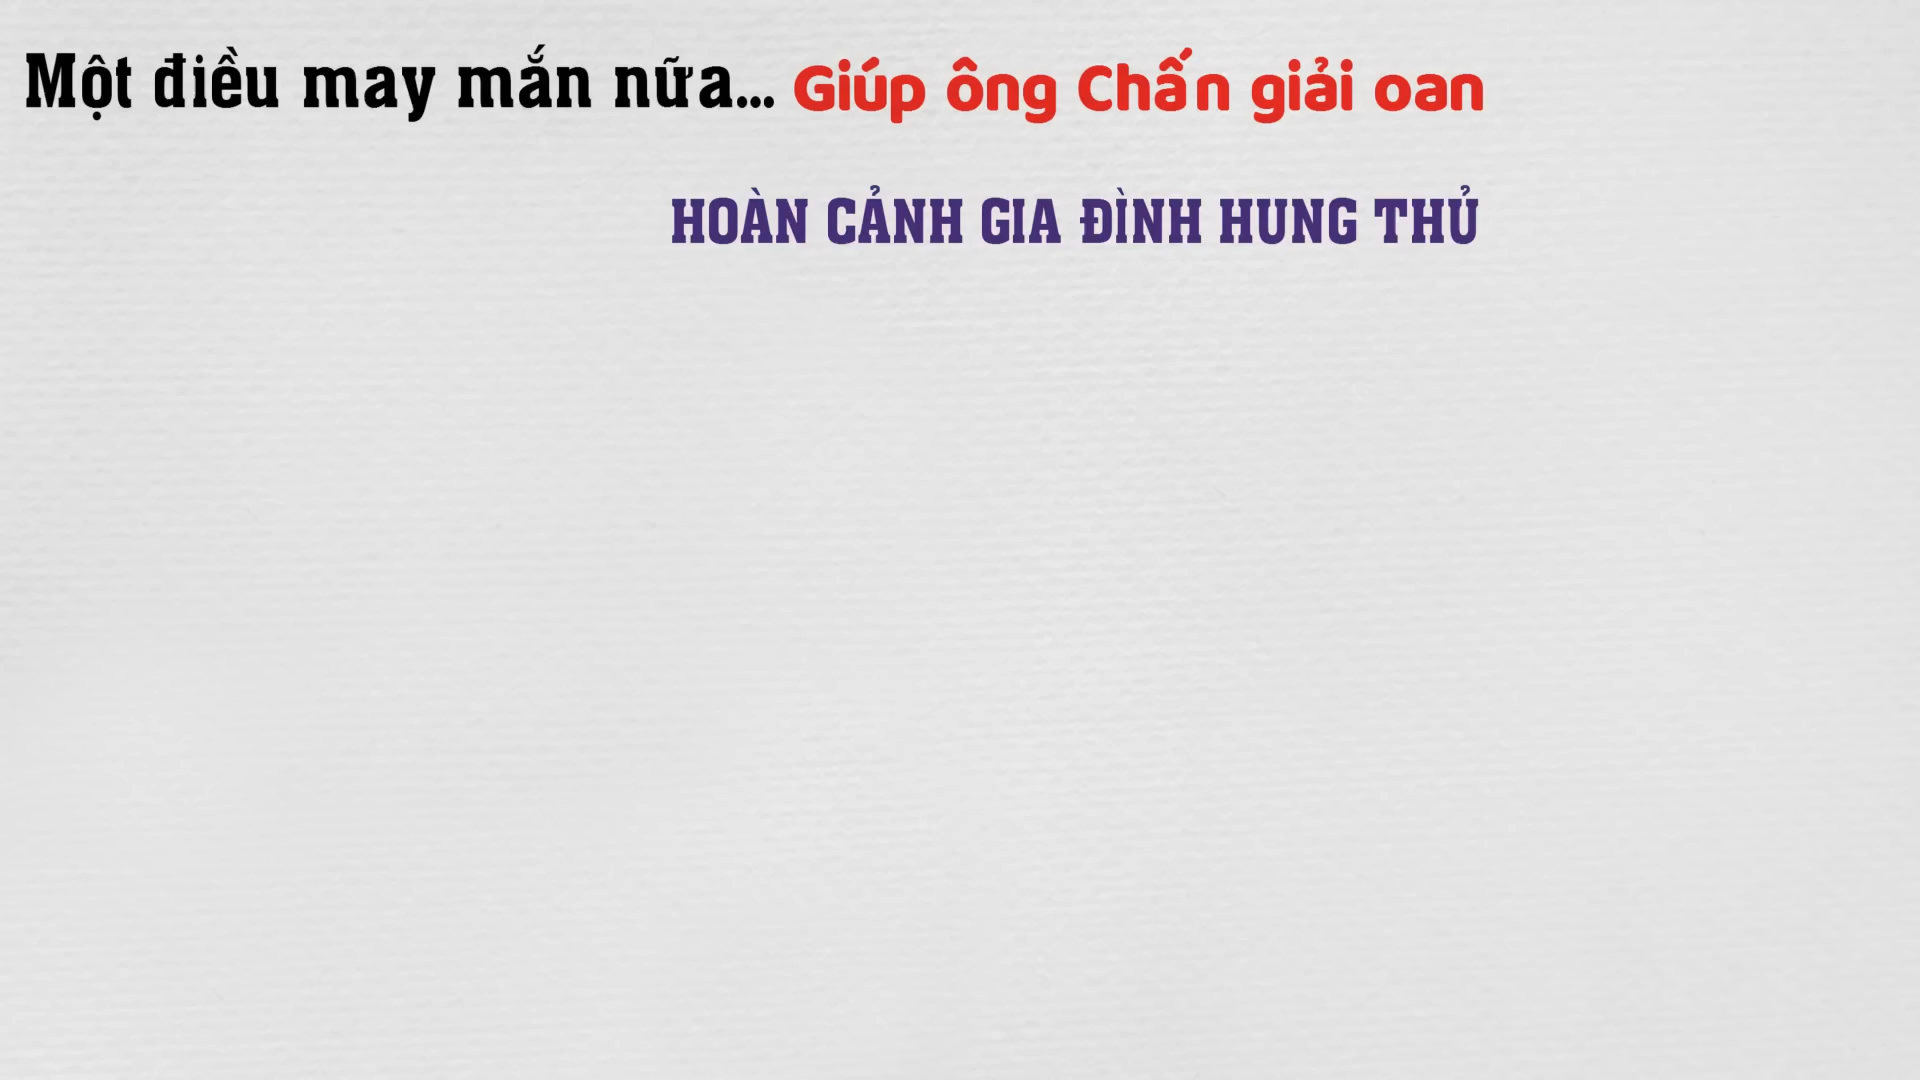 Một điều may mắn nữa... Giúp ông Chấn giải oan
HOÀN CẢNH GIA ĐÌNH HUNG THỦ